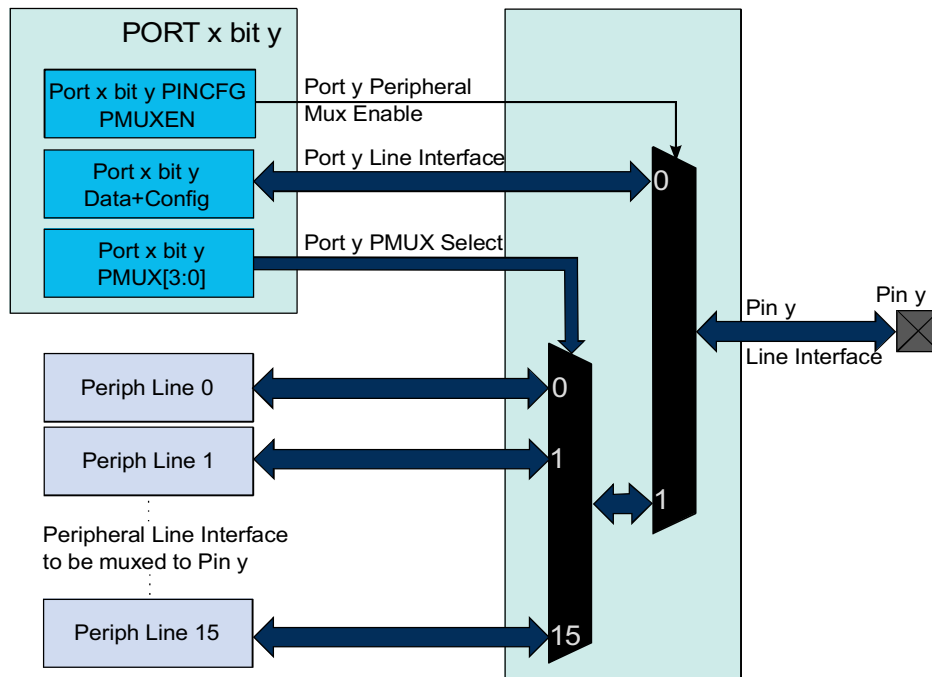 PORT x bit y
Port x bit y PINCFG
PMUXEN
Port y Peripheral
Mux Enable
Port x bit y
Data+Config
Port y Line Interface
0
Port x bit y
PMUX[3:0]
Port y PMUX Select
Pin y
Line Interface
Pin y
Periph Line 0
0
Periph Line 1
1
1
Peripheral Line Interface
to be muxed to Pin y
Periph Line 15
15